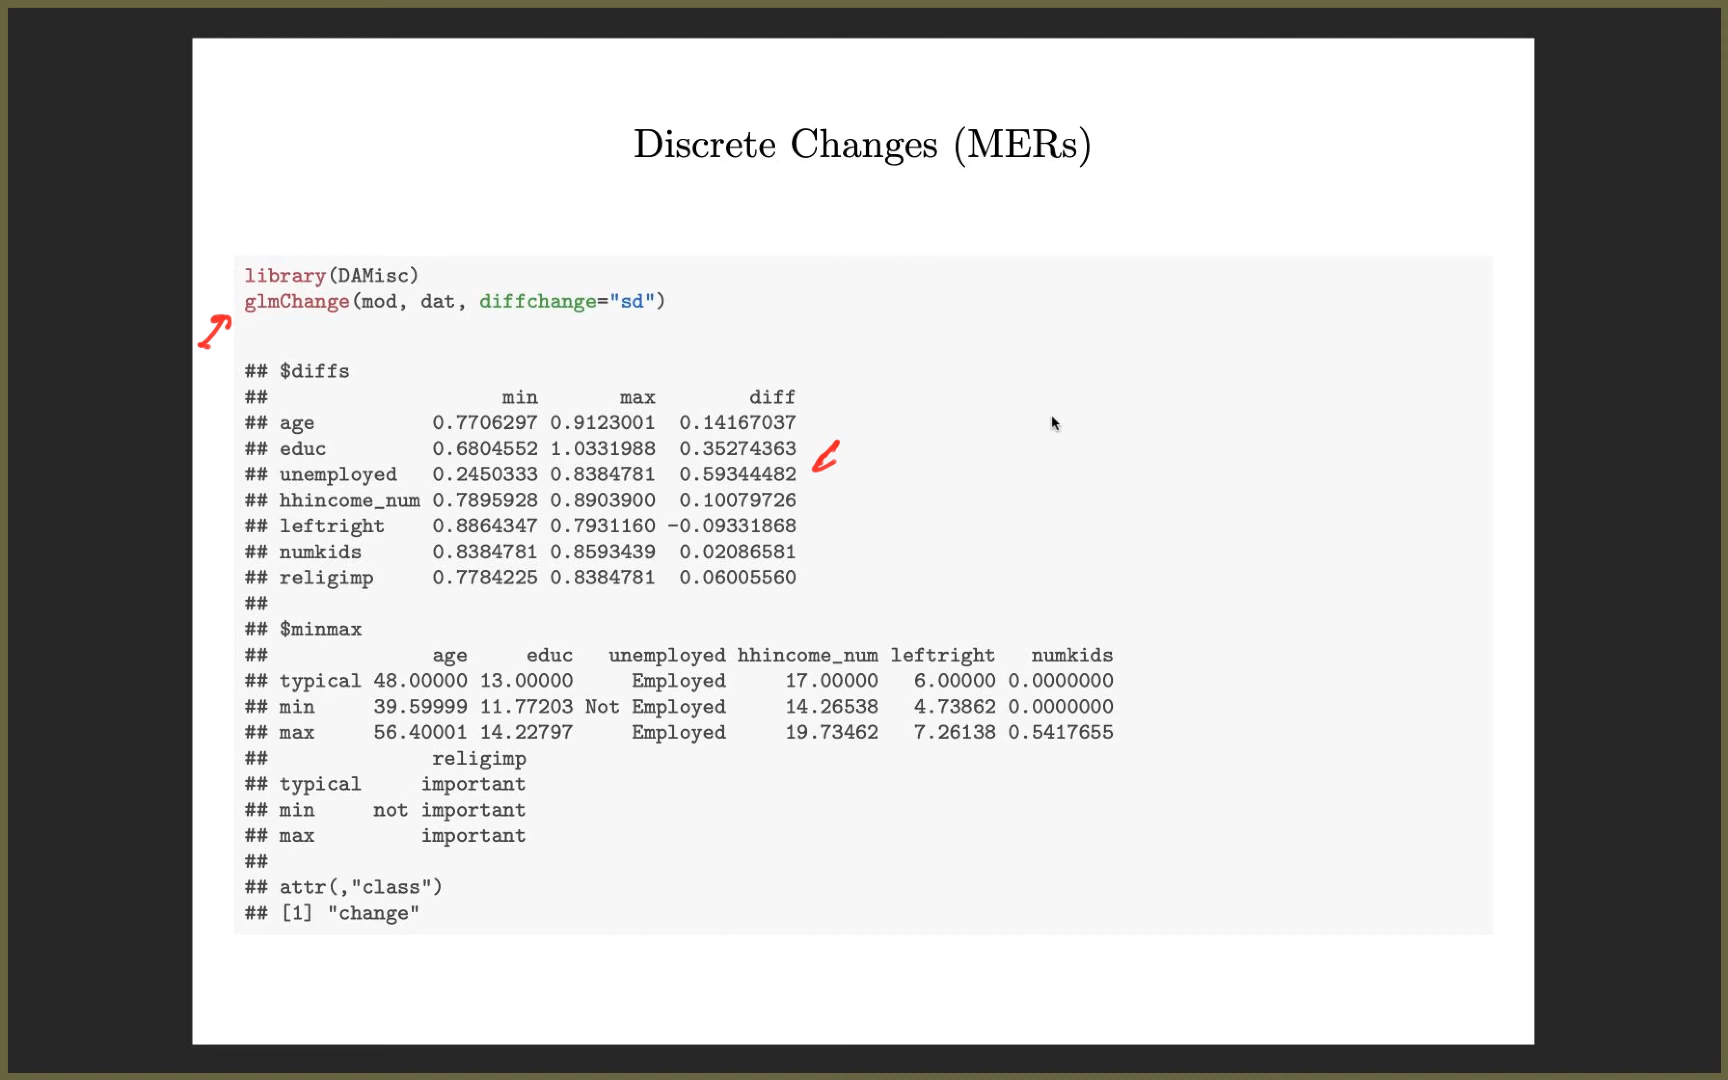 Discrete Changes (MERs)
library(DAMisc)
glmChange(mod, dat, diffchange="sd")
## $diffs
## min max diff
## age 0.7706297 0.9123001 0.14167037
## educ 0.6804552 1.0331988 0.35274363
## unemployed 0.2450333 0.8384781 0.59344482
## hhincome_num 0.7895928 0.8903900 0.10079726
## leftright 0.8864347 0.7931160 -0.09331868
## numkids 0.8384781 0.8593439 0.02086581
## religimp 0.7784225 0.8384781 0.06005560
##
## $minmax
## age educ unemployed hhincome_num leftright numkids
## typical 48.00000 13.00000 Employed 17.00000 6.00000 0.0000000
## min 39.59999 11.77203 Not Employed 14.26538 4.73862 0.0000000
## max 56.40001 14.22797 Employed 19.73462 7.26138 0.5417655
## religimp
## typical important
## min not important
## max important
##
## attr(,"class")
## [1] "change"